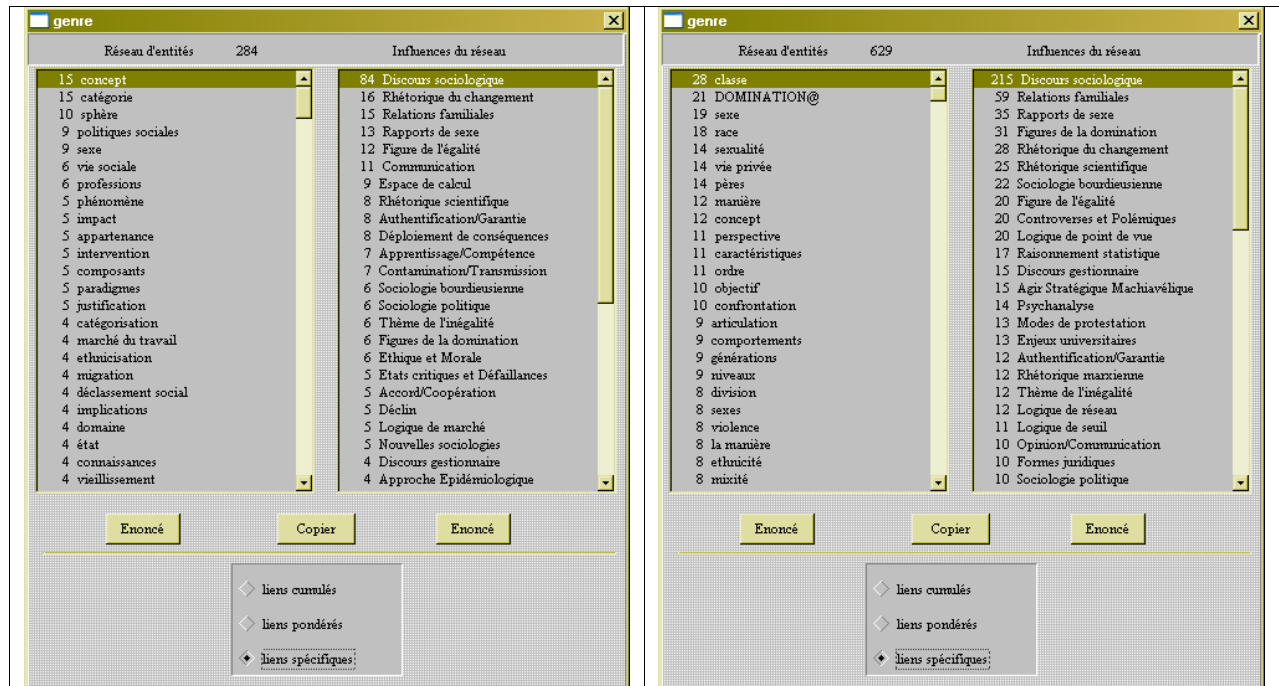 genre
Réseau d'entités 284 Influences du réseau
15 concept
15 catégorie
10 sphère
9 politiques sociales
9 sexe
6 vie sociale
6 professions
5 phénomène
5 impact
5 appartenance
5 intervention
5 composants
5 paradigmes
5 justification
4 catégorisation
4 marché du travail
4 ethnicisation
4 migration
4 déclassement social
4 implications
4 domaine
4 état
4 connaissances
4 vieillissement
84 Discours sociologique
16 Rhétorique du changement
15 Relations familiales
13 Rapports de sexe
12 Figure de l'égalité
11 Communication
9 Espace de calcul
8 Rhétorique scientifique
8 Authentification/Garantie
8 Déploiement de conséquences
7 Apprentissage/Compétence
7 Contamination/Transmission
6 Sociologie bourdieusienne
6 Sociologie politique
6 Thème de l'inégalité
6 Figures de la domination
6 Ethique et Morale
5 Etats critiques et Défaillances
5 Accord/Coopération
5 Déclin
5 Logique de marché
5 Nouvelles sociologies
4 Discours gestionnaire
4 Approche Epidémiologique
Enoncé Copier Enoncé
liens cumulés
liens pondérés
liens spécifiques
genre
Réseau d'entités 629 Influences du réseau
28 classe
21 DOMINATION@
19 sexe
18 race
14 sexualité
14 vie privée
14 pères
12 manière
12 concept
11 perspective
11 caractéristiques
11 ordre
10 objectif
10 confrontation
9 articulation
9 comportements
9 générations
9 niveaux
8 division
8 sexes
8 violence
8 la manière
8 ethnicité
8 mixité
215 Discours sociologique
59 Relations familiales
35 Rapports de sexe
31 Figures de la domination
28 Rhétorique du changement
25 Rhétorique scientifique
22 Sociologie bourdieusienne
20 Figure de l'égalité
20 Controverses et Polémiques
20 Logique de point de vue
17 Raisonnement statistique
15 Discours gestionnaire
15 Agir Stratégique Machiavélique
14 Psychanalyse
13 Modes de protestation
13 Enjeux universitaires
12 Authentification/Garantie
12 Rhétorique marxienne
12 Thème de l'inégalité
12 Logique de réseau
11 Logique de seuil
10 Opinion/Communication
10 Formes juridiques
10 Sociologie politique
Enoncé Copier Enoncé
liens cumulés
liens pondérés
liens spécifiques